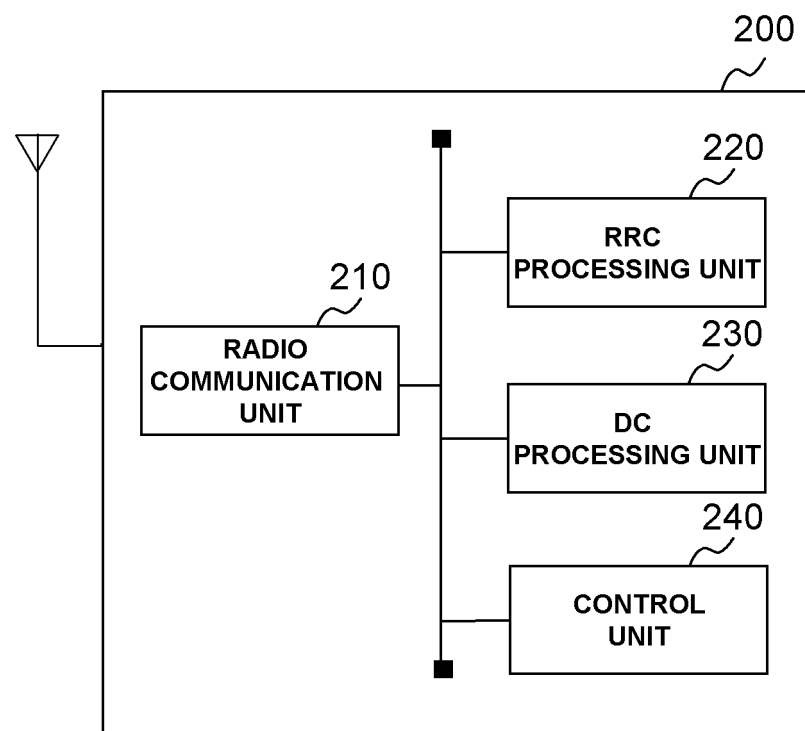 200
220
RRC
PROCESSING UNIT
210
RADIO
COMMUNICATION
UNIT
230
DC
PROCESSING UNIT
240
CONTROL
UNIT